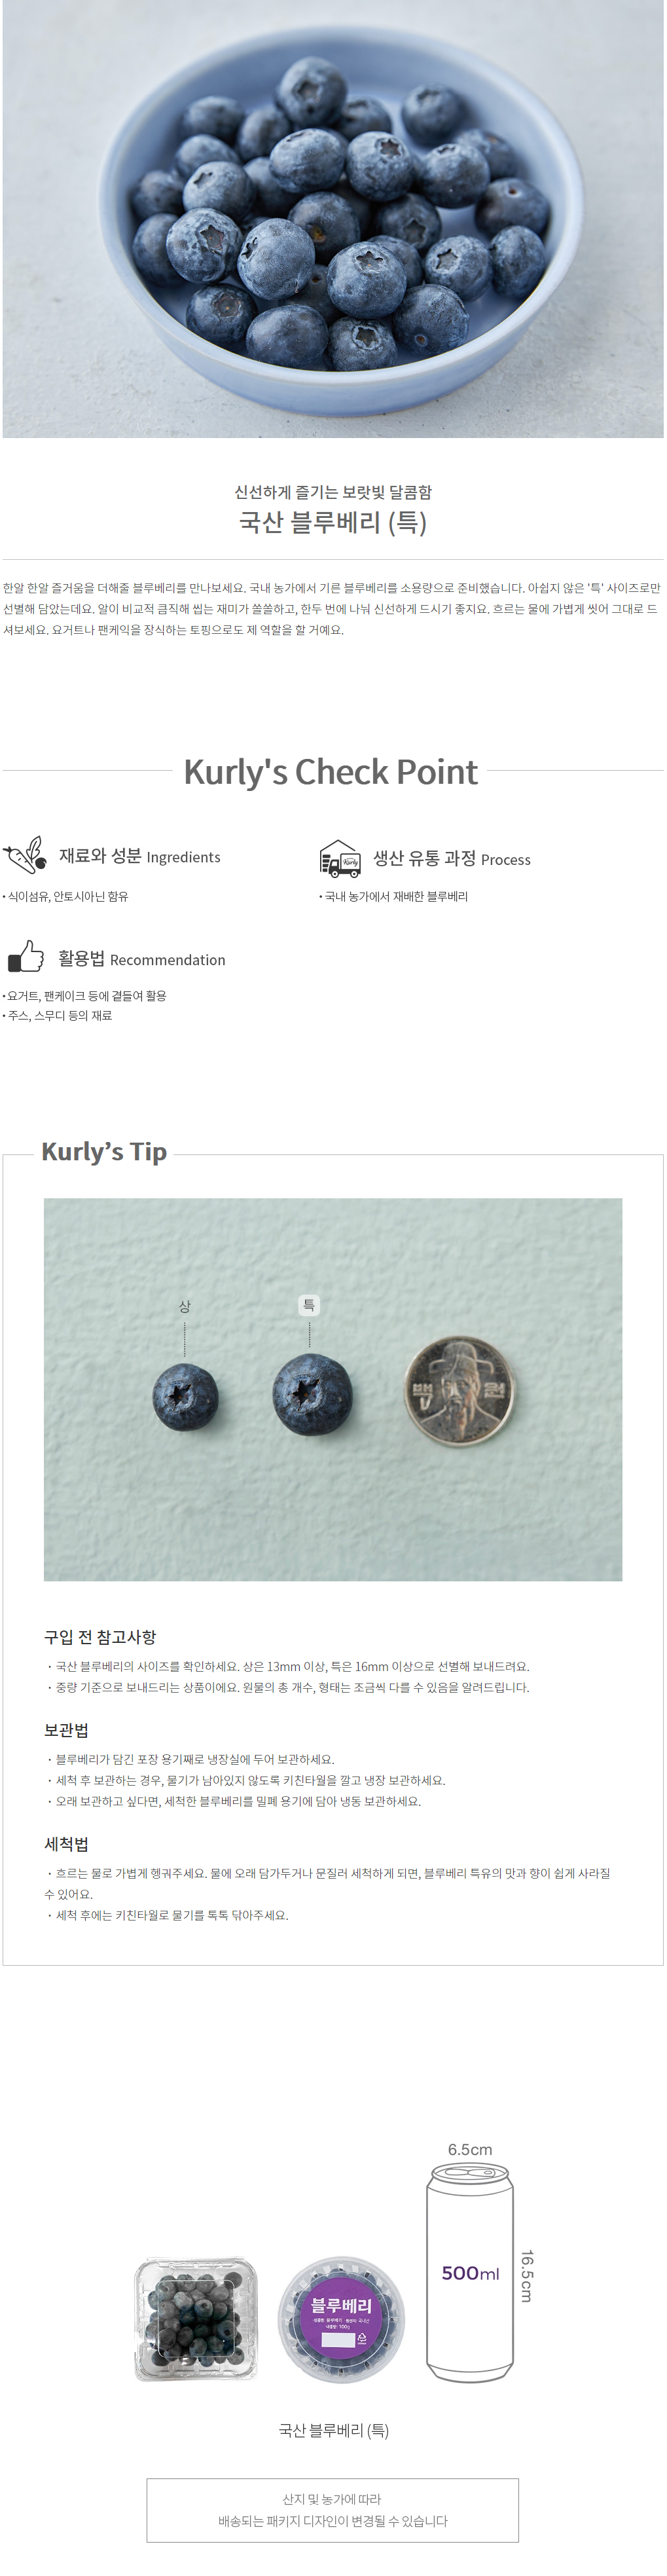 신선하게 즐기는 보랏빛 달콤함
국산 블루베리 (특)
한알 한알 즐거움을 더해줄 블루베리를 만나보세요. 국내 농가에서 기른 블루베리를 소용량으로 준비했습니다. 아쉽지 않은 '특' 사이즈로만
선별해 담았는데요. 알이 비교적 큼직해 씹는 재미가 쏠쏠하고, 한두 번에 나눠 신선하게 드시기 좋지요. 흐르는 물에 가볍게 씻어 그대로 드
셔보세요. 요거트나 팬케익을 장식하는 토핑으로도 제 역할을 할 거예요.
Kurly's Check Point
재료와 성분 Ingredients
• 식이섬유, 안토시아닌 함유
Kurly
생산 유통 과정 Process
• 국내 농가에서 재배한 블루베리
활용법 Recommendation
• 요거트, 팬케이크 등에 곁들여 활용
• 주스, 스무디 등의 재료
Kurly’s Tip
상
특
백 원
구입 전 참고사항
· 국산 블루베리의 사이즈를 확인하세요. 상은 13mm 이상, 특은 16mm 이상으로 선별해 보내드려요.
· 중량 기준으로 보내드리는 상품이에요. 원물의 총 개수, 형태는 조금씩 다를 수 있음을 알려드립니다.
보관법
· 블루베리가 담긴 포장 용기째로 냉장실에 두어 보관하세요.
· 세척 후 보관하는 경우, 물기가 남아있지 않도록 키친타월을 깔고 냉장 보관하세요.
· 오래 보관하고 싶다면, 세척한 블루베리를 밀폐 용기에 담아 냉동 보관하세요.
세척법
· 흐르는 물로 가볍게 헹궈주세요. 물에 오래 담가두거나 문질러 세척하게 되면, 블루베리 특유의 맛과 향이 쉽게 사라질
수 있어요.
· 세척 후에는 키친타월로 물기를 톡톡 닦아주세요.
6.5cm
16.5cm
500ml
블루베리
내용량: 100g
국산 블루베리 (특)
산지 및 농가에 따라
배송되는 패키지 디자인이 변경될 수 있습니다